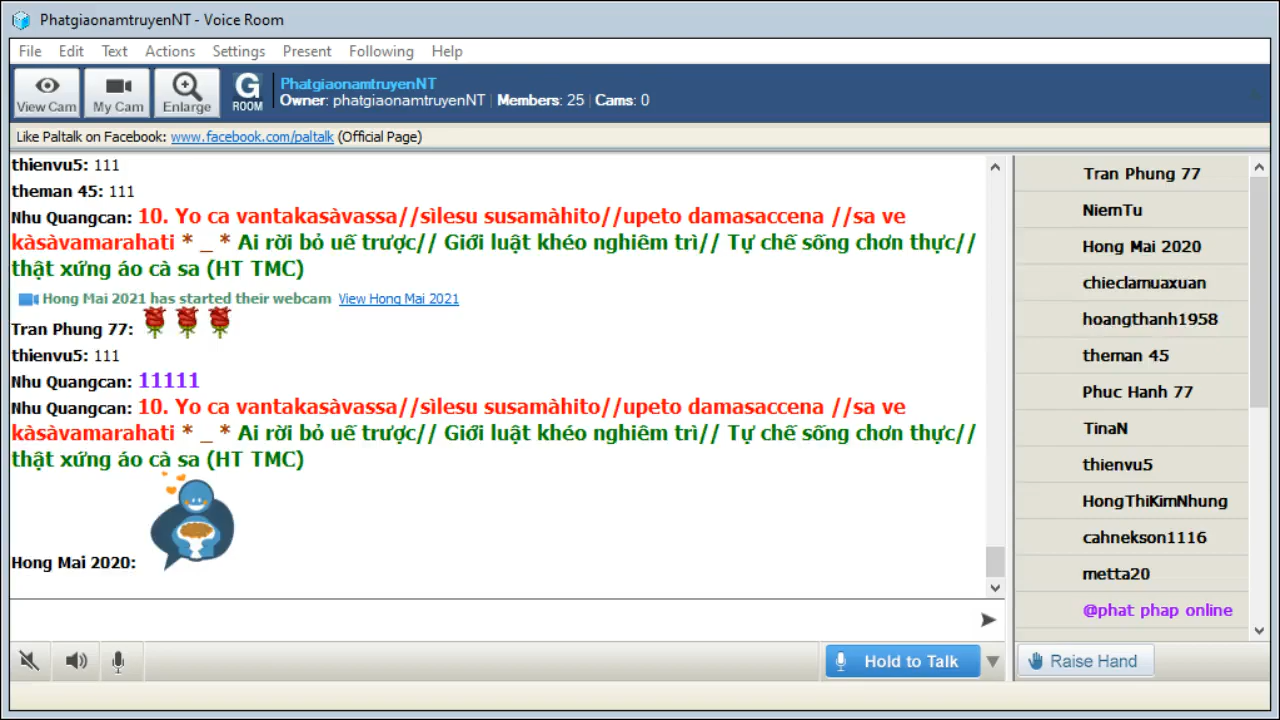 PhatgiaonamtruyenNT - Voice Room
File Edit Text Actions Settings Present Following Help
View Cam My Cam Enlarge G ROOM PhatgiaonamtruyenNT
Owner: phatgiaonamtruyenNT | Members: 25 | Cams: 0
Like Paltalk on Facebook: www.facebook.com/paltalk (Official Page)
thienvu5: 111
theman 45: 111
Nhu Quangcan: 10. Yo ca vantakasàvassa//sìlesu susamàhito//upeto damasaccena //sa ve
kàsàvamarahati * _ * Ai rời bỏ uế trược// Giới luật khéo nghiêm trì// Tự chế sống chơn thực//
thật xứng áo cà sa (HT TMC)
Hong Mai 2021 has started their webcam View Hong Mai 2021
Tran Phung 77:
thienvu5: 111
Nhu Quangcan: 11111
Nhu Quangcan: 10. Yo ca vantakasàvassa//sìlesu susamàhito//upeto damasaccena //sa ve
kàsàvamarahati * _ * Ai rời bỏ uế trược// Giới luật khéo nghiêm trì// Tự chế sống chơn thực//
thật xứng áo cà sa (HT TMC)
Hong Mai 2020:
Tran Phung 77
NiemTu
Hong Mai 2020
chieclamuaxuan
hoangthanh1958
theman 45
Phuc Hanh 77
TinaN
thienvu5
HongThiKimNhung
cahnekson1116
metta20
@phat phap online
Hold to Talk
Raise Hand